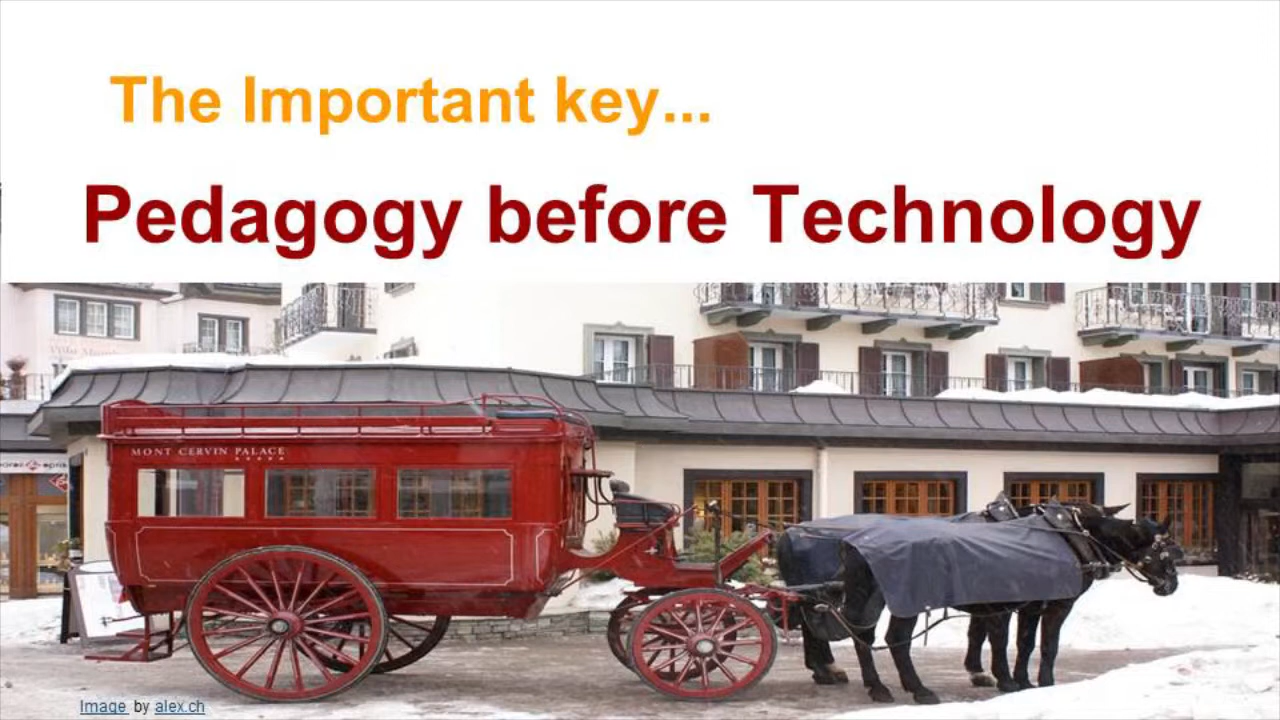 The Important key...
Pedagogy before Technology
MONT CERVIN PALACE
Image by alex.ch